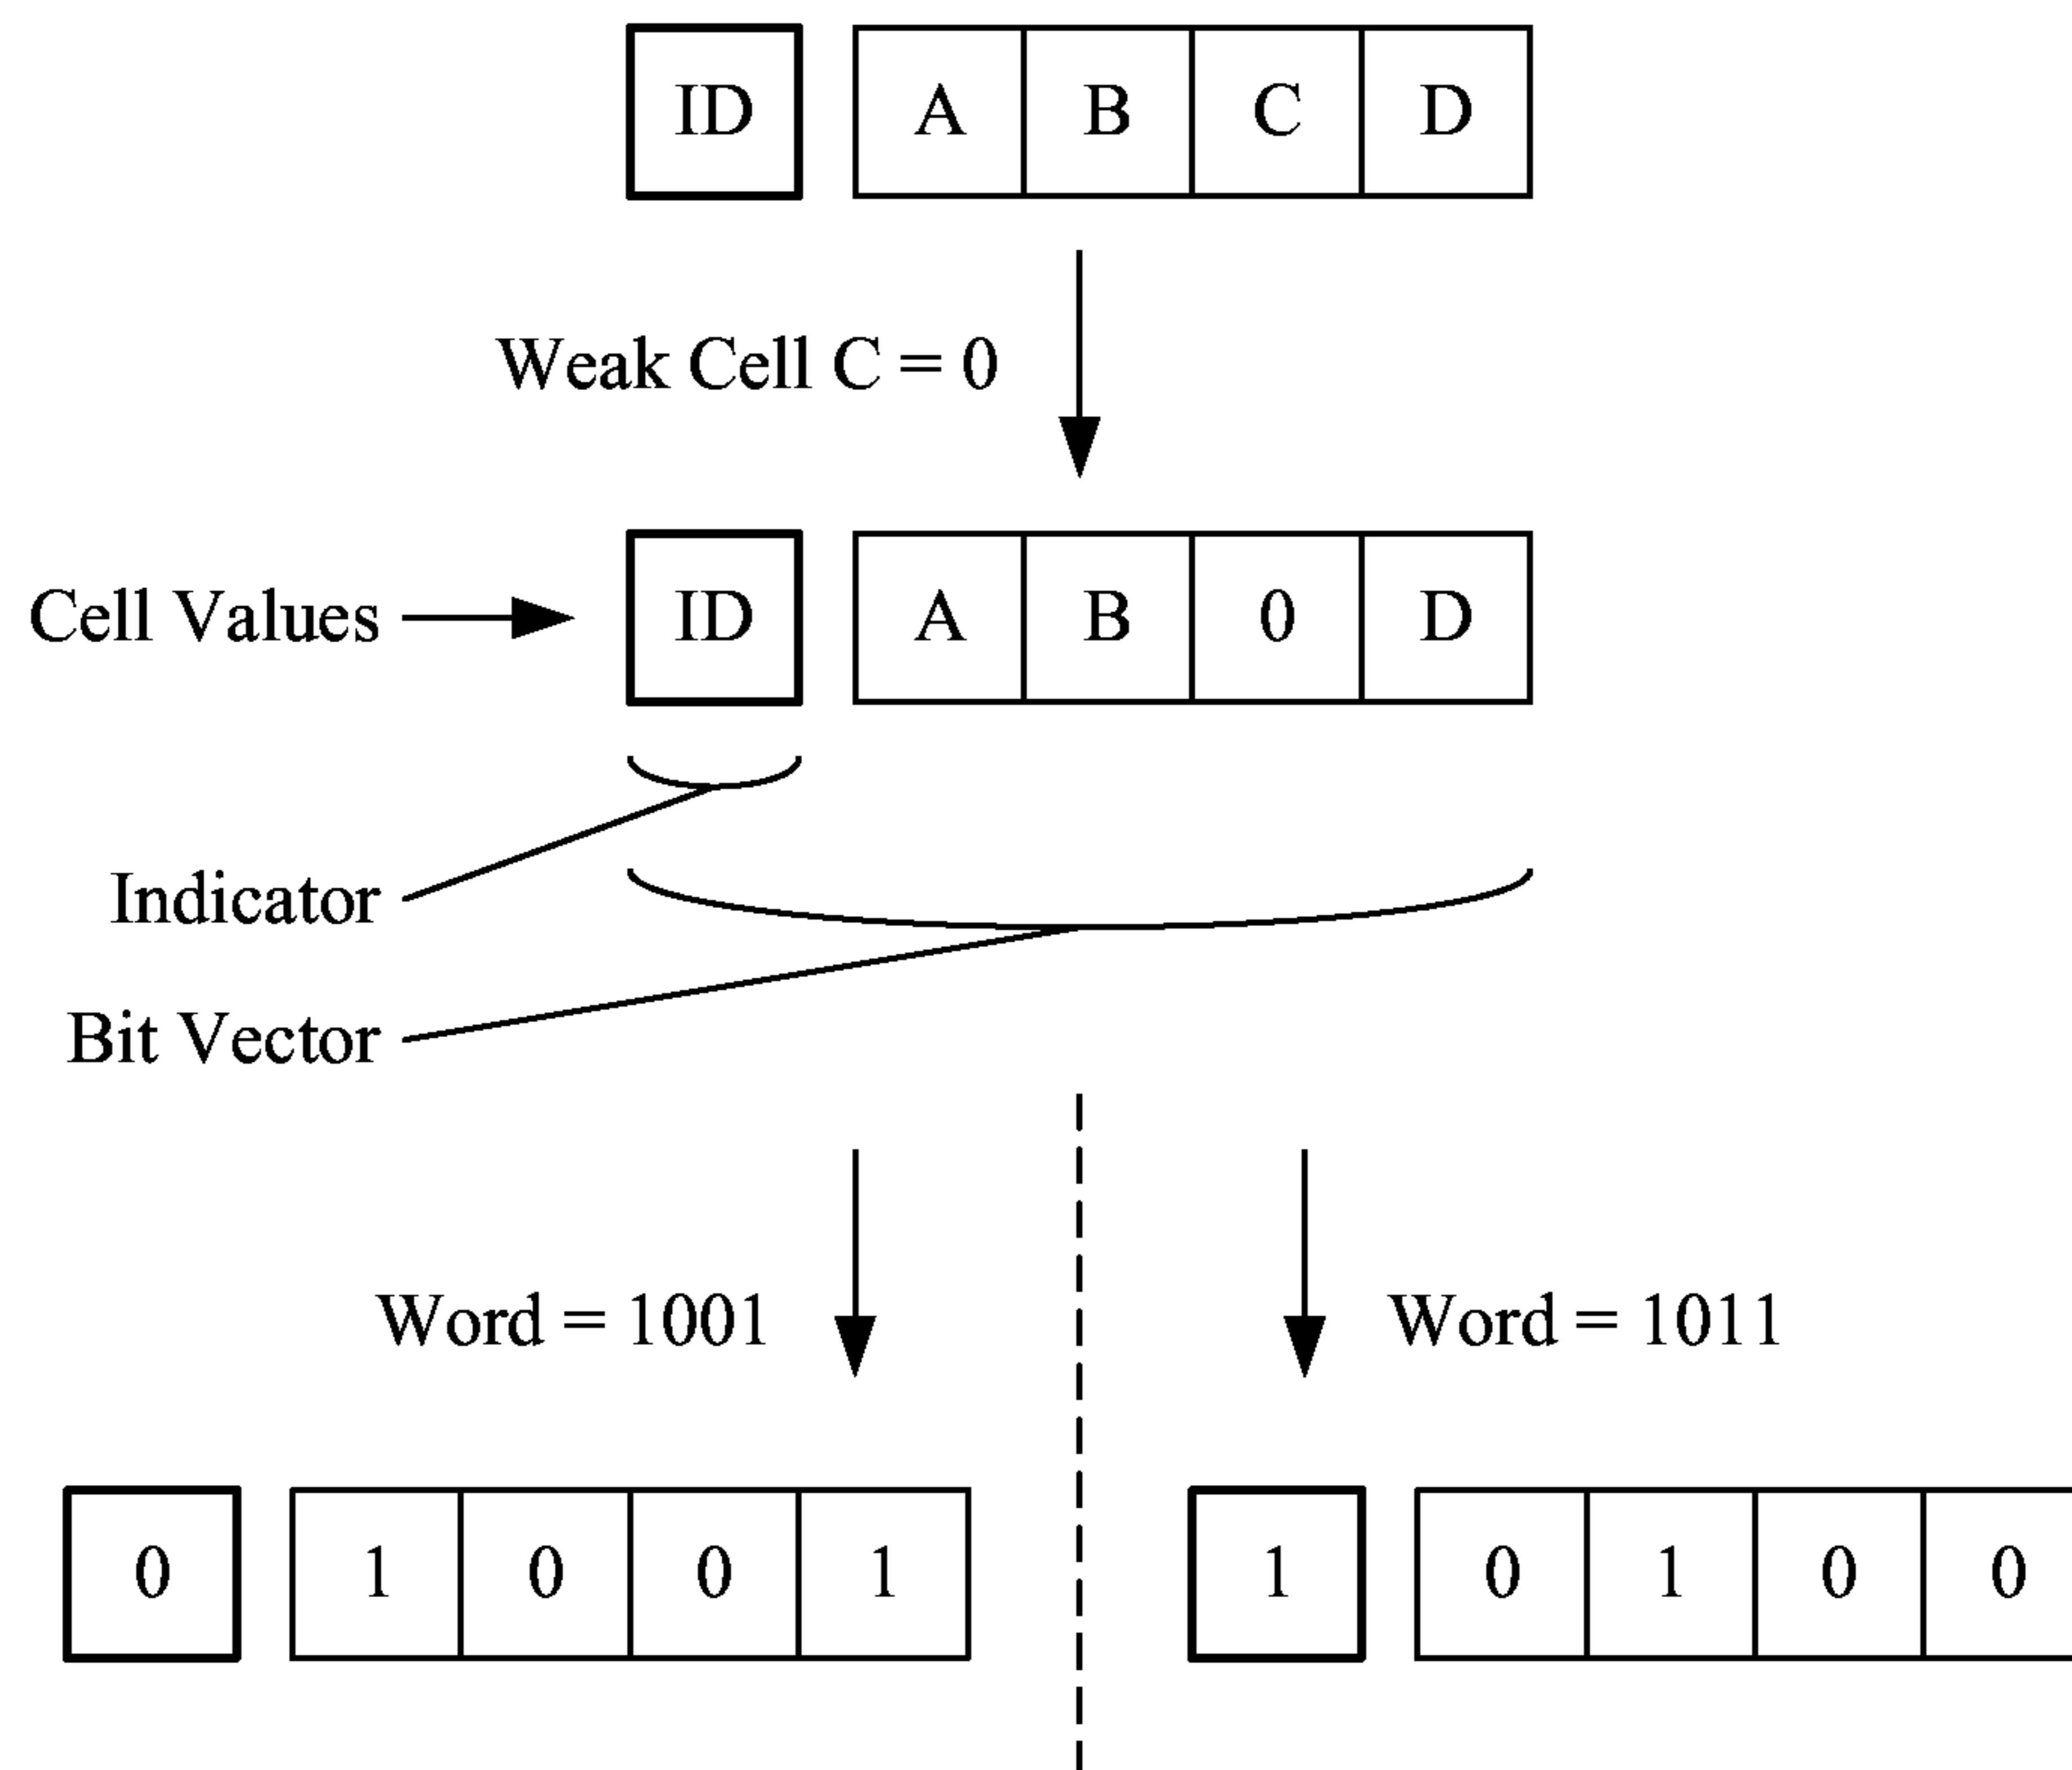 ID A B C D
Weak Cell C = 0
Cell Values ID A B 0 D
Indicator
Bit Vector
Word = 1001 Word = 1011
0 1 0 0 1 1 0 1 0 0